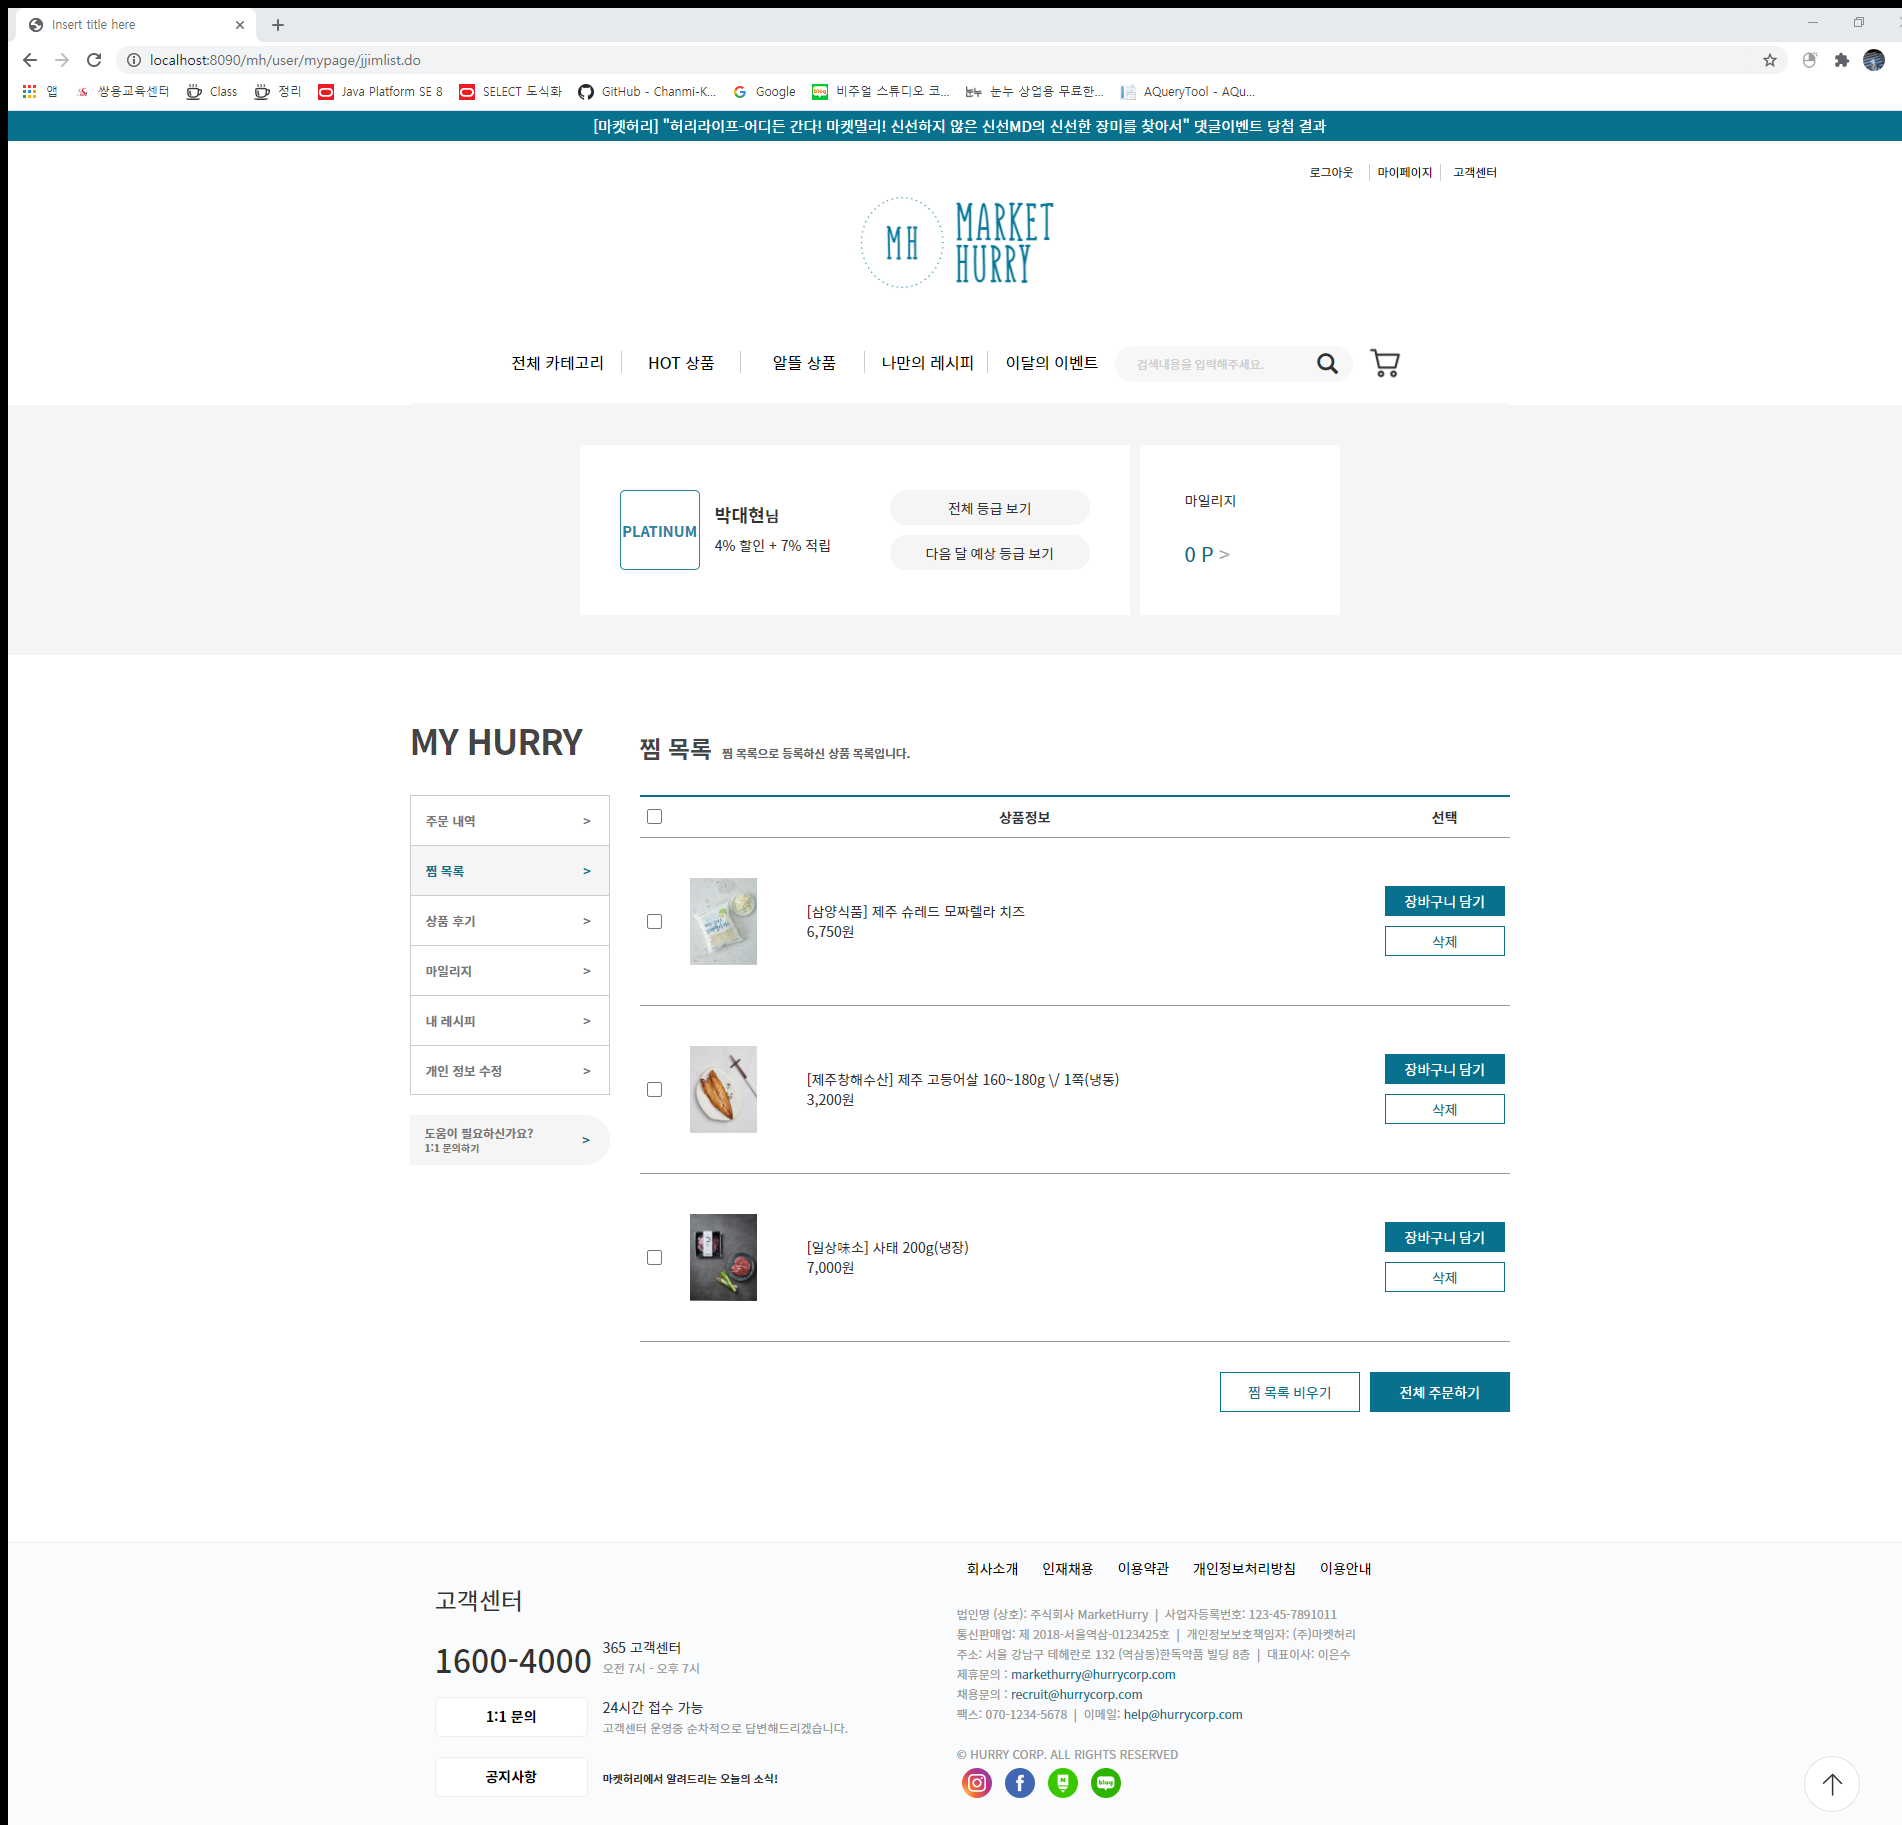 Insert title here
localhost:8090/mh/user/mypage/jjimlist.do
앱 쌍용교육센터 Class 정리 Java Platform SE 8 SELECT 도식화 GitHub - Chanmi-K... Google 비주얼 스튜디오 코... 눈누 상업용 무료한... AQueryTool - AQu...
[마켓허리] "허리라이프-어디든 간다! 마켓멀리! 신선하지 않은 신선MD의 신선한 장미를 찾아서" 댓글이벤트 당첨 결과
로그아웃 마이페이지 고객센터
MH
MARKET
HURRY
전체 카테고리 HOT 상품 알뜰 상품 나만의 레시피 이달의 이벤트 검색내용을 입력해주세요.
PLATINUM
박대현님
4% 할인 + 7% 적립
전체 등급 보기
다음 달 예상 등급 보기
마일리지
0 P >
MY HURRY
주문 내역 >
찜 목록 >
상품 후기 >
마일리지 >
내 레시피 >
개인 정보 수정 >
도움이 필요하신가요? >
1:1 문의하기
찜 목록 찜 목록으로 등록하신 상품 목록입니다.
상품정보 선택
[삼양식품] 제주 슈레드 모짜렐라 치즈
6,750원
장바구니 담기
삭제
[제주창해수산] 제주 고등어살 160~180g \/ 1쪽(냉동)
3,200원
장바구니 담기
삭제
[일상味소] 사태 200g(냉장)
7,000원
장바구니 담기
삭제
찜 목록 비우기 전체 주문하기
고객센터
1600-4000
365 고객센터
오전 7시 - 오후 7시
1:1 문의
24시간 접수 가능
고객센터 운영중 순차적으로 답변해드리겠습니다.
공지사항
마켓허리에서 알려드리는 오늘의 소식!
회사소개 인재채용 이용약관 개인정보처리방침 이용안내
법인명 (상호): 주식회사 MarketHurry | 사업자등록번호: 123-45-7891011
통신판매업: 제 2018-서울역삼-0123425호 | 개인정보보호책임자: (주)마켓허리
주소: 서울 강남구 테헤란로 132 (역삼동)한독약품 빌딩 8층 | 대표이사: 이은수
제휴문의 : markethurry@hurrycorp.com
채용문의 : recruit@hurrycorp.com
팩스: 070-1234-5678 | 이메일: help@hurrycorp.com
© HURRY CORP. ALL RIGHTS RESERVED
blog